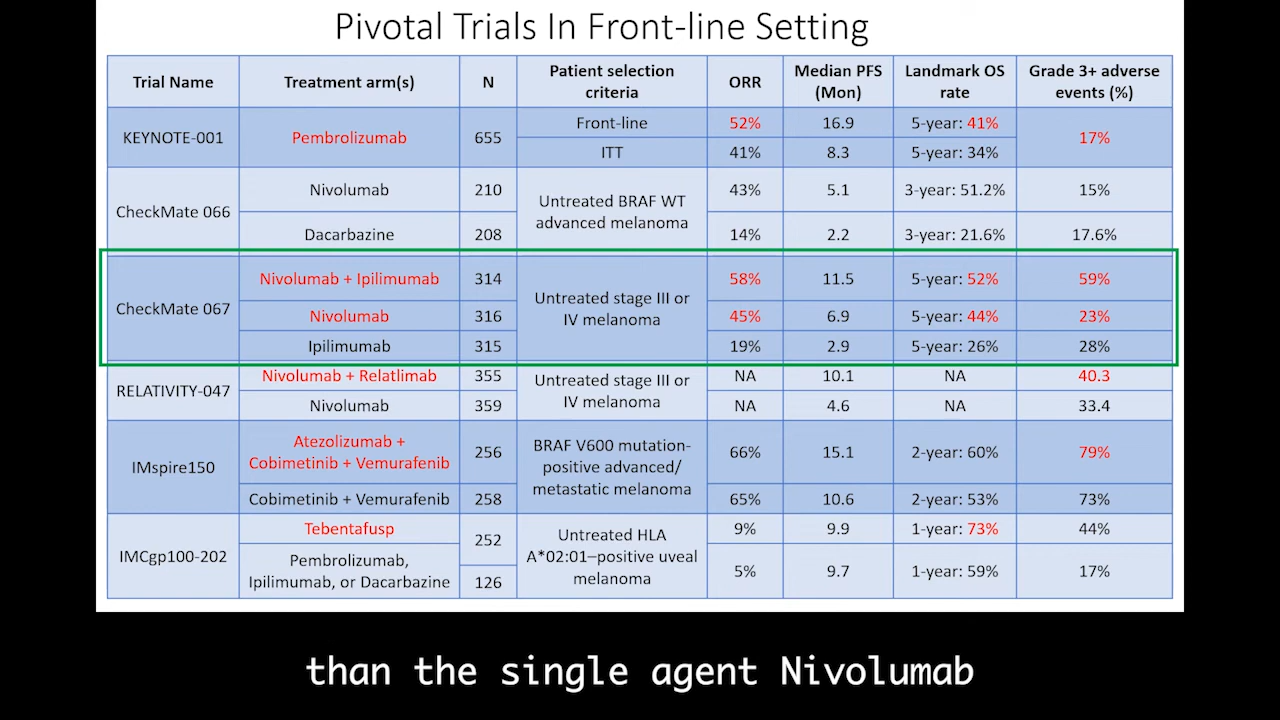 Pivotal Trials In Front-line Setting
Trial Name Treatment arm(s) N Patient selection criteria ORR Median PFS (Mon) Landmark OS rate Grade 3+ adverse events (%)
KEYNOTE-001 Pembrolizumab 655 Front-line 52% 16.9 5-year: 41% 17%
ITT 41% 8.3 5-year: 34%
CheckMate 066 Nivolumab 210 Untreated BRAF WT advanced melanoma 43% 5.1 3-year: 51.2% 15%
Dacarbazine 208 14% 2.2 3-year: 21.6% 17.6%
CheckMate 067 Nivolumab + Ipilimumab 314 Untreated stage III or IV melanoma 58% 11.5 5-year: 52% 59%
Nivolumab 316 45% 6.9 5-year: 44% 23%
Ipilimumab 315 19% 2.9 5-year: 26% 28%
RELATIVITY-047 Nivolumab + Relatlimab 355 Untreated stage III or IV melanoma NA 10.1 NA 40.3
Nivolumab 359 NA 4.6 NA 33.4
IMspire150 Atezolizumab + Cobimetinib + Vemurafenib 256 BRAF V600 mutation-positive advanced/ metastatic melanoma 66% 15.1 2-year: 60% 79%
Cobimetinib + Vemurafenib 258 65% 10.6 2-year: 53% 73%
IMCgp100-202 Tebentafusp 252 Untreated HLA A*02:01–positive uveal melanoma 9% 9.9 1-year: 73% 44%
Pembrolizumab, Ipilimumab, or Dacarbazine 126 5% 9.7 1-year: 59% 17%
than the single agent Nivolumab